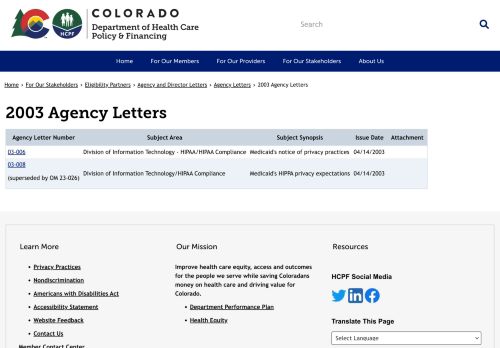 COLORADO
Department of Health Care
Policy & Financing
HCPF
Search
Home
For Our Members
For Our Providers
For Our Stakeholders
About Us
Home › For Our Stakeholders › Eligibility Partners › Agency and Director Letters › Agency Letters › 2003 Agency Letters
2003 Agency Letters
Agency Letter Number Subject Area Subject Synopsis Issue Date Attachment
03-006 Division of Information Technology - HIPAA/HIPAA Compliance Medicaid's notice of privacy practices 04/14/2003
03-008
(superseded by OM 23-026) Division of Information Technology/HIPAA Compliance Medicaid's HIPPA privacy expectations 04/14/2003
Learn More
Privacy Practices
Nondiscrimination
Americans with Disabilities Act
Accessibility Statement
Website Feedback
Contact Us
Member Contact Center
Our Mission
Improve health care equity, access and outcomes
for the people we serve while saving Coloradans
money on health care and driving value for
Colorado.
Department Performance Plan
Health Equity
Resources
HCPF Social Media
Translate This Page
Select Language